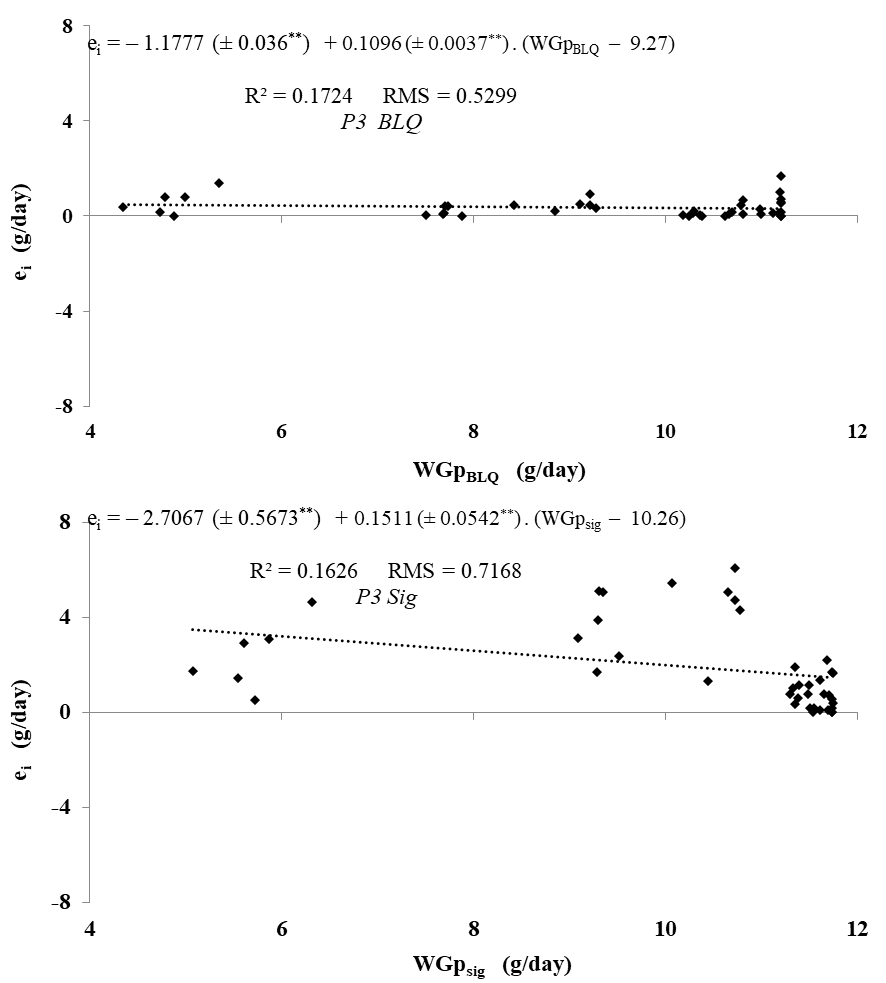 8
eᵢ = – 1.1777 (± 0.036**) + 0.1096 (± 0.0037**) . (WGp_BLQ – 9.27)
R² = 0.1724 RMS = 0.5299
P3 BLQ
4
0
-4
-8
eᵢ (g/day)
4 6 8 10 12
WGp_BLQ (g/day)
8
eᵢ = – 2.7067 (± 0.5673**) + 0.1511 (± 0.0542**) . (WGp_sig – 10.26)
R² = 0.1626 RMS = 0.7168
P3 Sig
4
0
-4
-8
eᵢ (g/day)
4 6 8 10 12
WGp_sig (g/day)